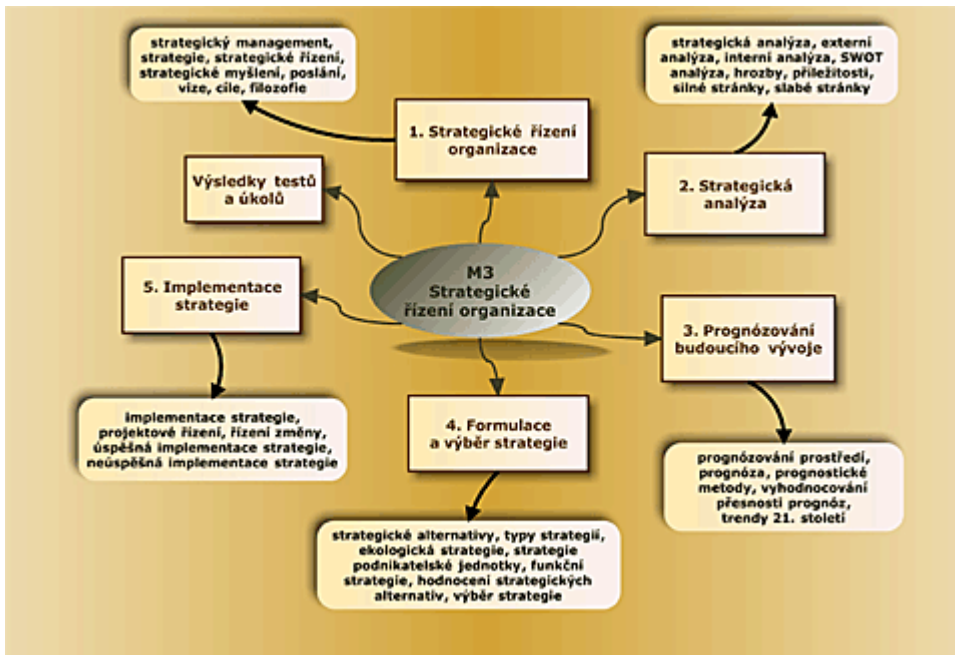 strategický management,
strategie, strategické řízení,
strategické myšlení, poslání,
vize, cíle, filozofie
strategická analýza, externí
analýza, interní analýza, SWOT
analýza, hrozby, příležitosti,
silné stránky, slabé stránky
1. Strategické řízení
organizace
Výsledky testů
a úkolů
2. Strategická
analýza
M3
Strategické
řízení organizace
5. Implementace
strategie
3. Prognózování
budoucího vývoje
implementace strategie,
projektové řízení, řízení změny,
úspěšná implementace strategie,
neúspěšná implementace strategie
4. Formulace
a výběr strategie
prognózování prostředí,
prognóza, prognostické
metody, vyhodnocování
přesnosti prognóz,
trendy 21. století
strategické alternativy, typy strategií,
ekologická strategie, strategie
podnikatelské jednotky, funkční
strategie, hodnocení strategických
alternativ, výběr strategie